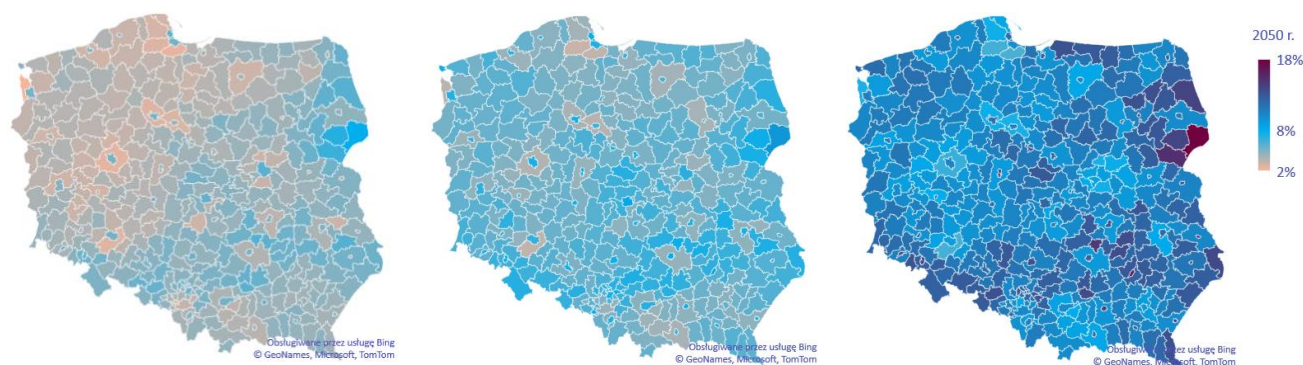 2050 r.
18%
8%
2%
Obsługiwane przez usługę Bing
© GeoNames, Microsoft, TomTom
Obsługiwane przez usługę Bing
© GeoNames, Microsoft, TomTom
Obsługiwane przez usługę Bing
© GeoNames, Microsoft, TomTom